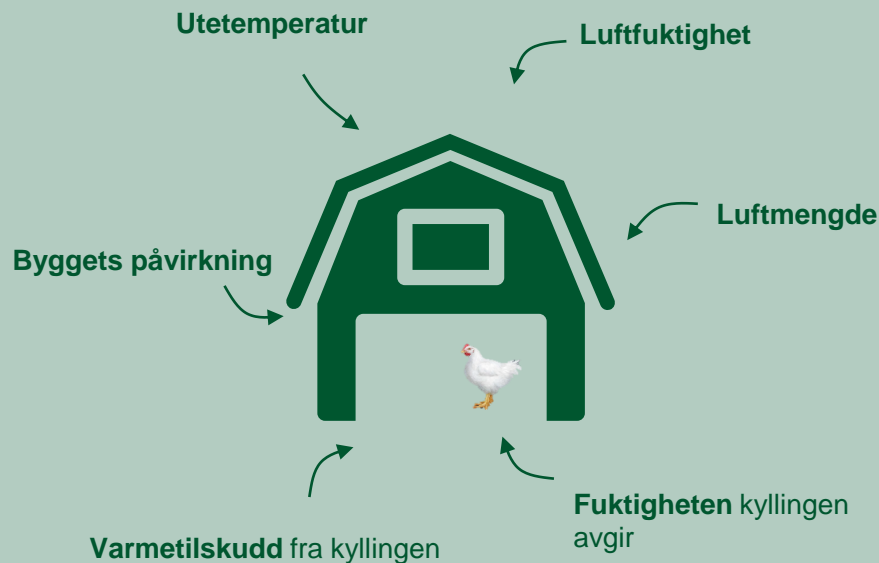 Utetemperatur
Luftfuktighet
Luftmengde
Byggets påvirkning
Fuktigheten kyllingen
avgir
Varmetilskudd fra kyllingen